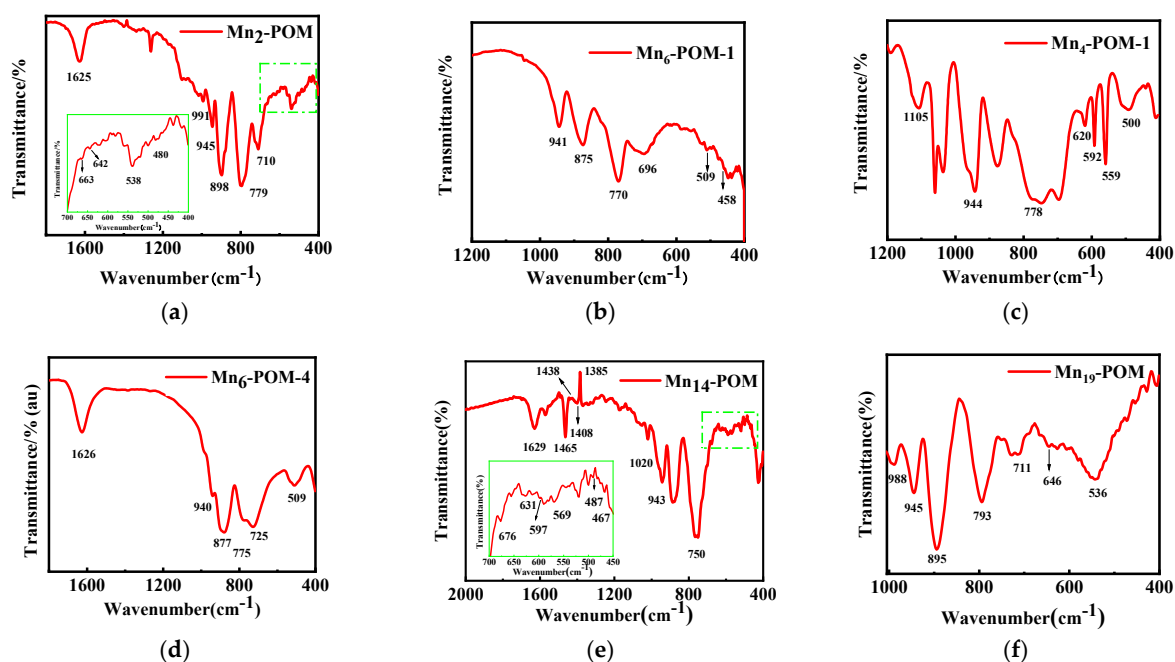 Transmittance/%
Mn2-POM
1625
991
945
898
779
710
Transmittance/%
663
642
538
480
700 650 600 550 500 450 400
Wavenumber(cm-1)
1600 1200 800 400
Wavenumber(cm-1)
(a)
Transmittance/%
Mn6-POM-1
941
875
770
696
509
458
1200 1000 800 600 400
Wavenumber(cm-1)
(b)
Transmittance/%
Mn4-POM-1
1105
944
778
620
592
559
500
1200 1000 800 600 400
Wavenumber(cm-1)
(c)
Transmittance/% (au)
Mn6-POM-4
1626
940
877
775
725
509
1600 1200 800 400
Wavenumber(cm-1)
(d)
Transmittance(%)
Mn14-POM
1438 1385
1629
1465
1408
1020
943
750
Transmittance(%)
676
631
597
569
487
467
700 650 600 550 500 450
Wavenumber(cm-1)
2000 1600 1200 800 400
Wavenumber(cm-1)
(e)
Transmittance(%)
Mn19-POM
988
945
895
793
711
646
536
1000 800 600 400
Wavenumber(cm-1)
(f)